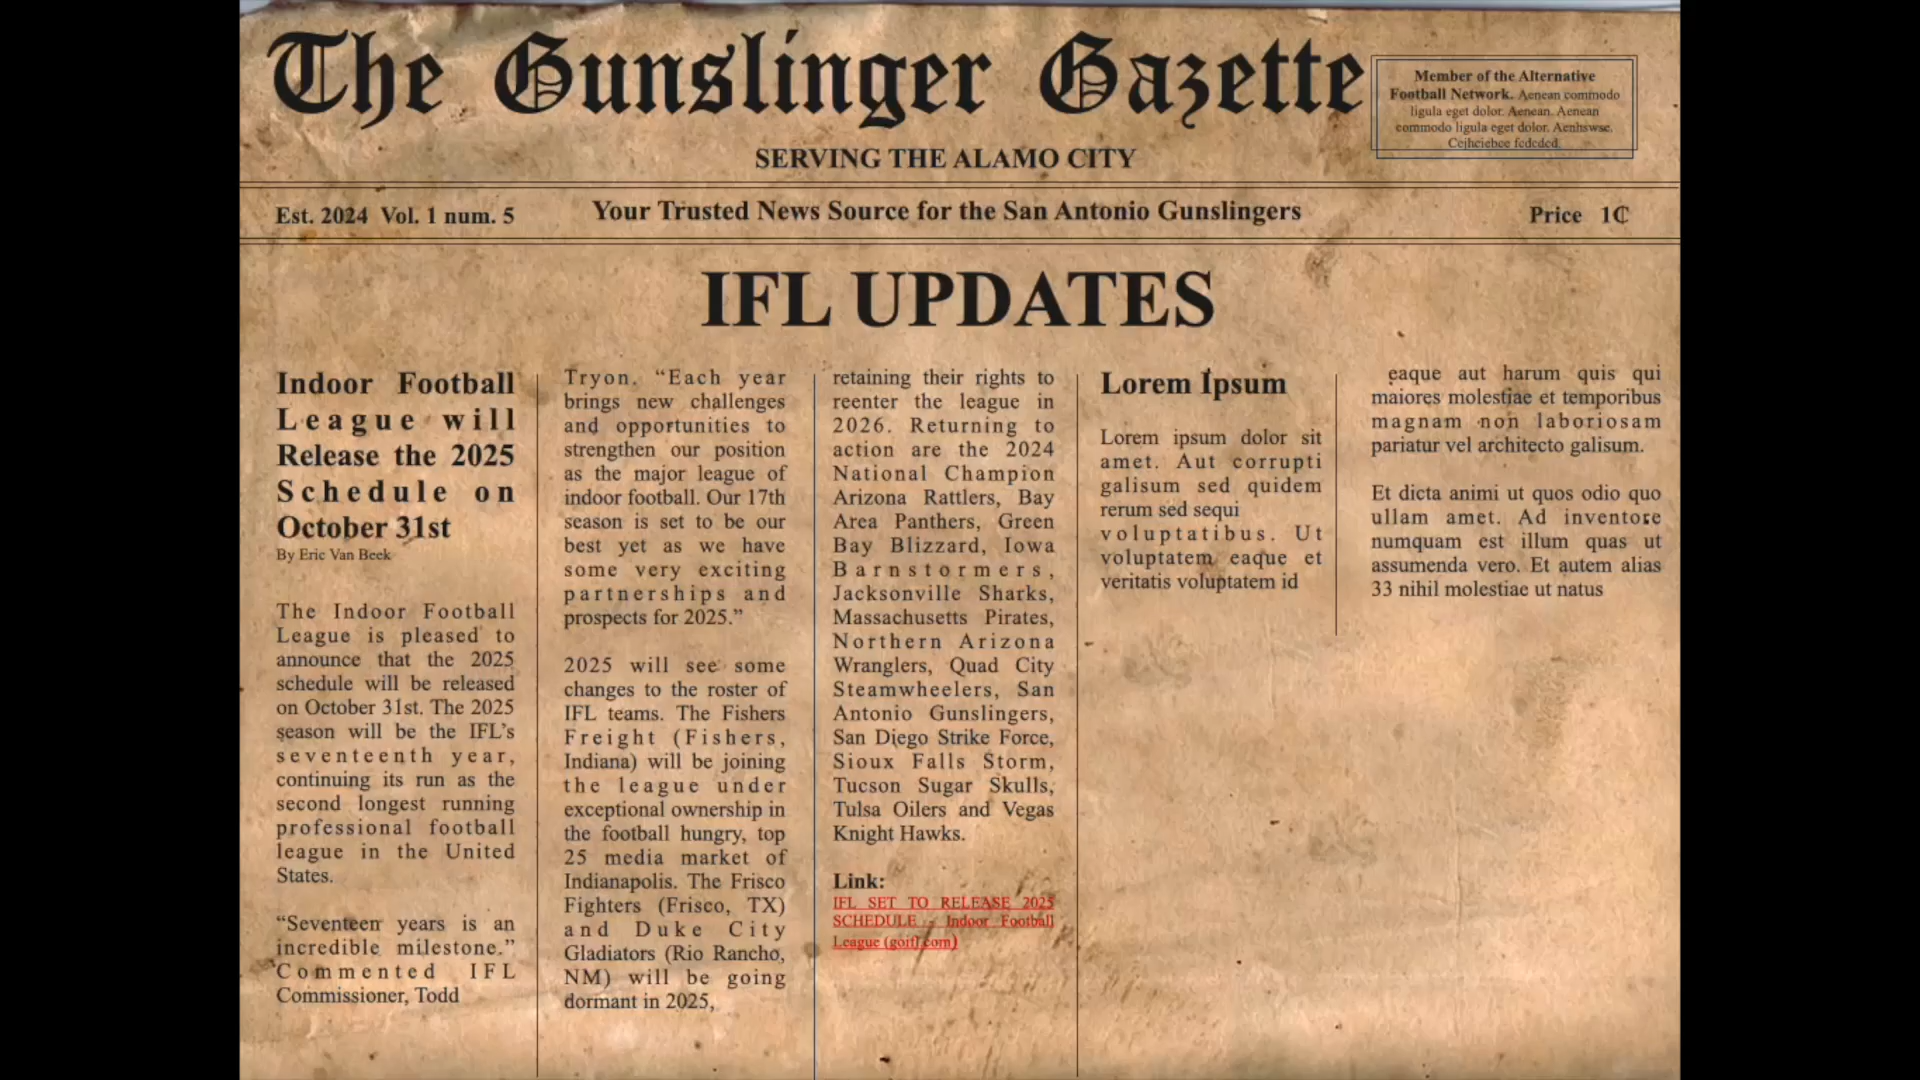 The Gunslinger Gazette
Member of the Alternative
Football Network. Aenean commodo
ligula eget dolor. Aenean. Aenean
commodo ligula eget dolor. Aenhswse.
Cejhciebee fcdcdcd.
SERVING THE ALAMO CITY
Est. 2024 Vol. 1 num. 5
Your Trusted News Source for the San Antonio Gunslingers
Price 1₵
IFL UPDATES
Indoor Football
League will
Release the 2025
Schedule on
October 31st
By Eric Van Beek
The Indoor Football
League is pleased to
announce that the 2025
schedule will be released
on October 31st. The 2025
season will be the IFL’s
seventeenth year,
continuing its run as the
second longest running
professional football
league in the United
States.
“Seventeen years is an
incredible milestone.”
Commented IFL
Commissioner, Todd
Tryon. “Each year
brings new challenges
and opportunities to
strengthen our position
as the major league of
indoor football. Our 17th
season is set to be our
best yet as we have
some very exciting
partnerships and
prospects for 2025.”
2025 will see some
changes to the roster of
IFL teams. The Fishers
Freight (Fishers,
Indiana) will be joining
the league under
exceptional ownership in
the football hungry, top
25 media market of
Indianapolis. The Frisco
Fighters (Frisco, TX)
and Duke City
Gladiators (Rio Rancho,
NM) will be going
dormant in 2025,
retaining their rights to
reenter the league in
2026. Returning to
action are the 2024
National Champion
Arizona Rattlers, Bay
Area Panthers, Green
Bay Blizzard, Iowa
Barnstormers,
Jacksonville Sharks,
Massachusetts Pirates,
Northern Arizona
Wranglers, Quad City
Steamwheelers, San
Antonio Gunslingers,
San Diego Strike Force,
Sioux Falls Storm,
Tucson Sugar Skulls,
Tulsa Oilers and Vegas
Knight Hawks.
Link:
IFL SET TO RELEASE 2025
SCHEDULE - Indoor Football
League (goifl.com)
Lorem Ipsum
Lorem ipsum dolor sit
amet. Aut corrupti
galisum sed quidem
rerum sed sequi
voluptatibus. Ut
voluptatem eaque et
veritatis voluptatem id
eaque aut harum quis qui
maiores molestiae et temporibus
magnam non laboriosam
pariatur vel architecto galisum.
Et dicta animi ut quos odio quo
ullam amet. Ad inventore
numquam est illum quas ut
assumenda vero. Et autem alias
33 nihil molestiae ut natus